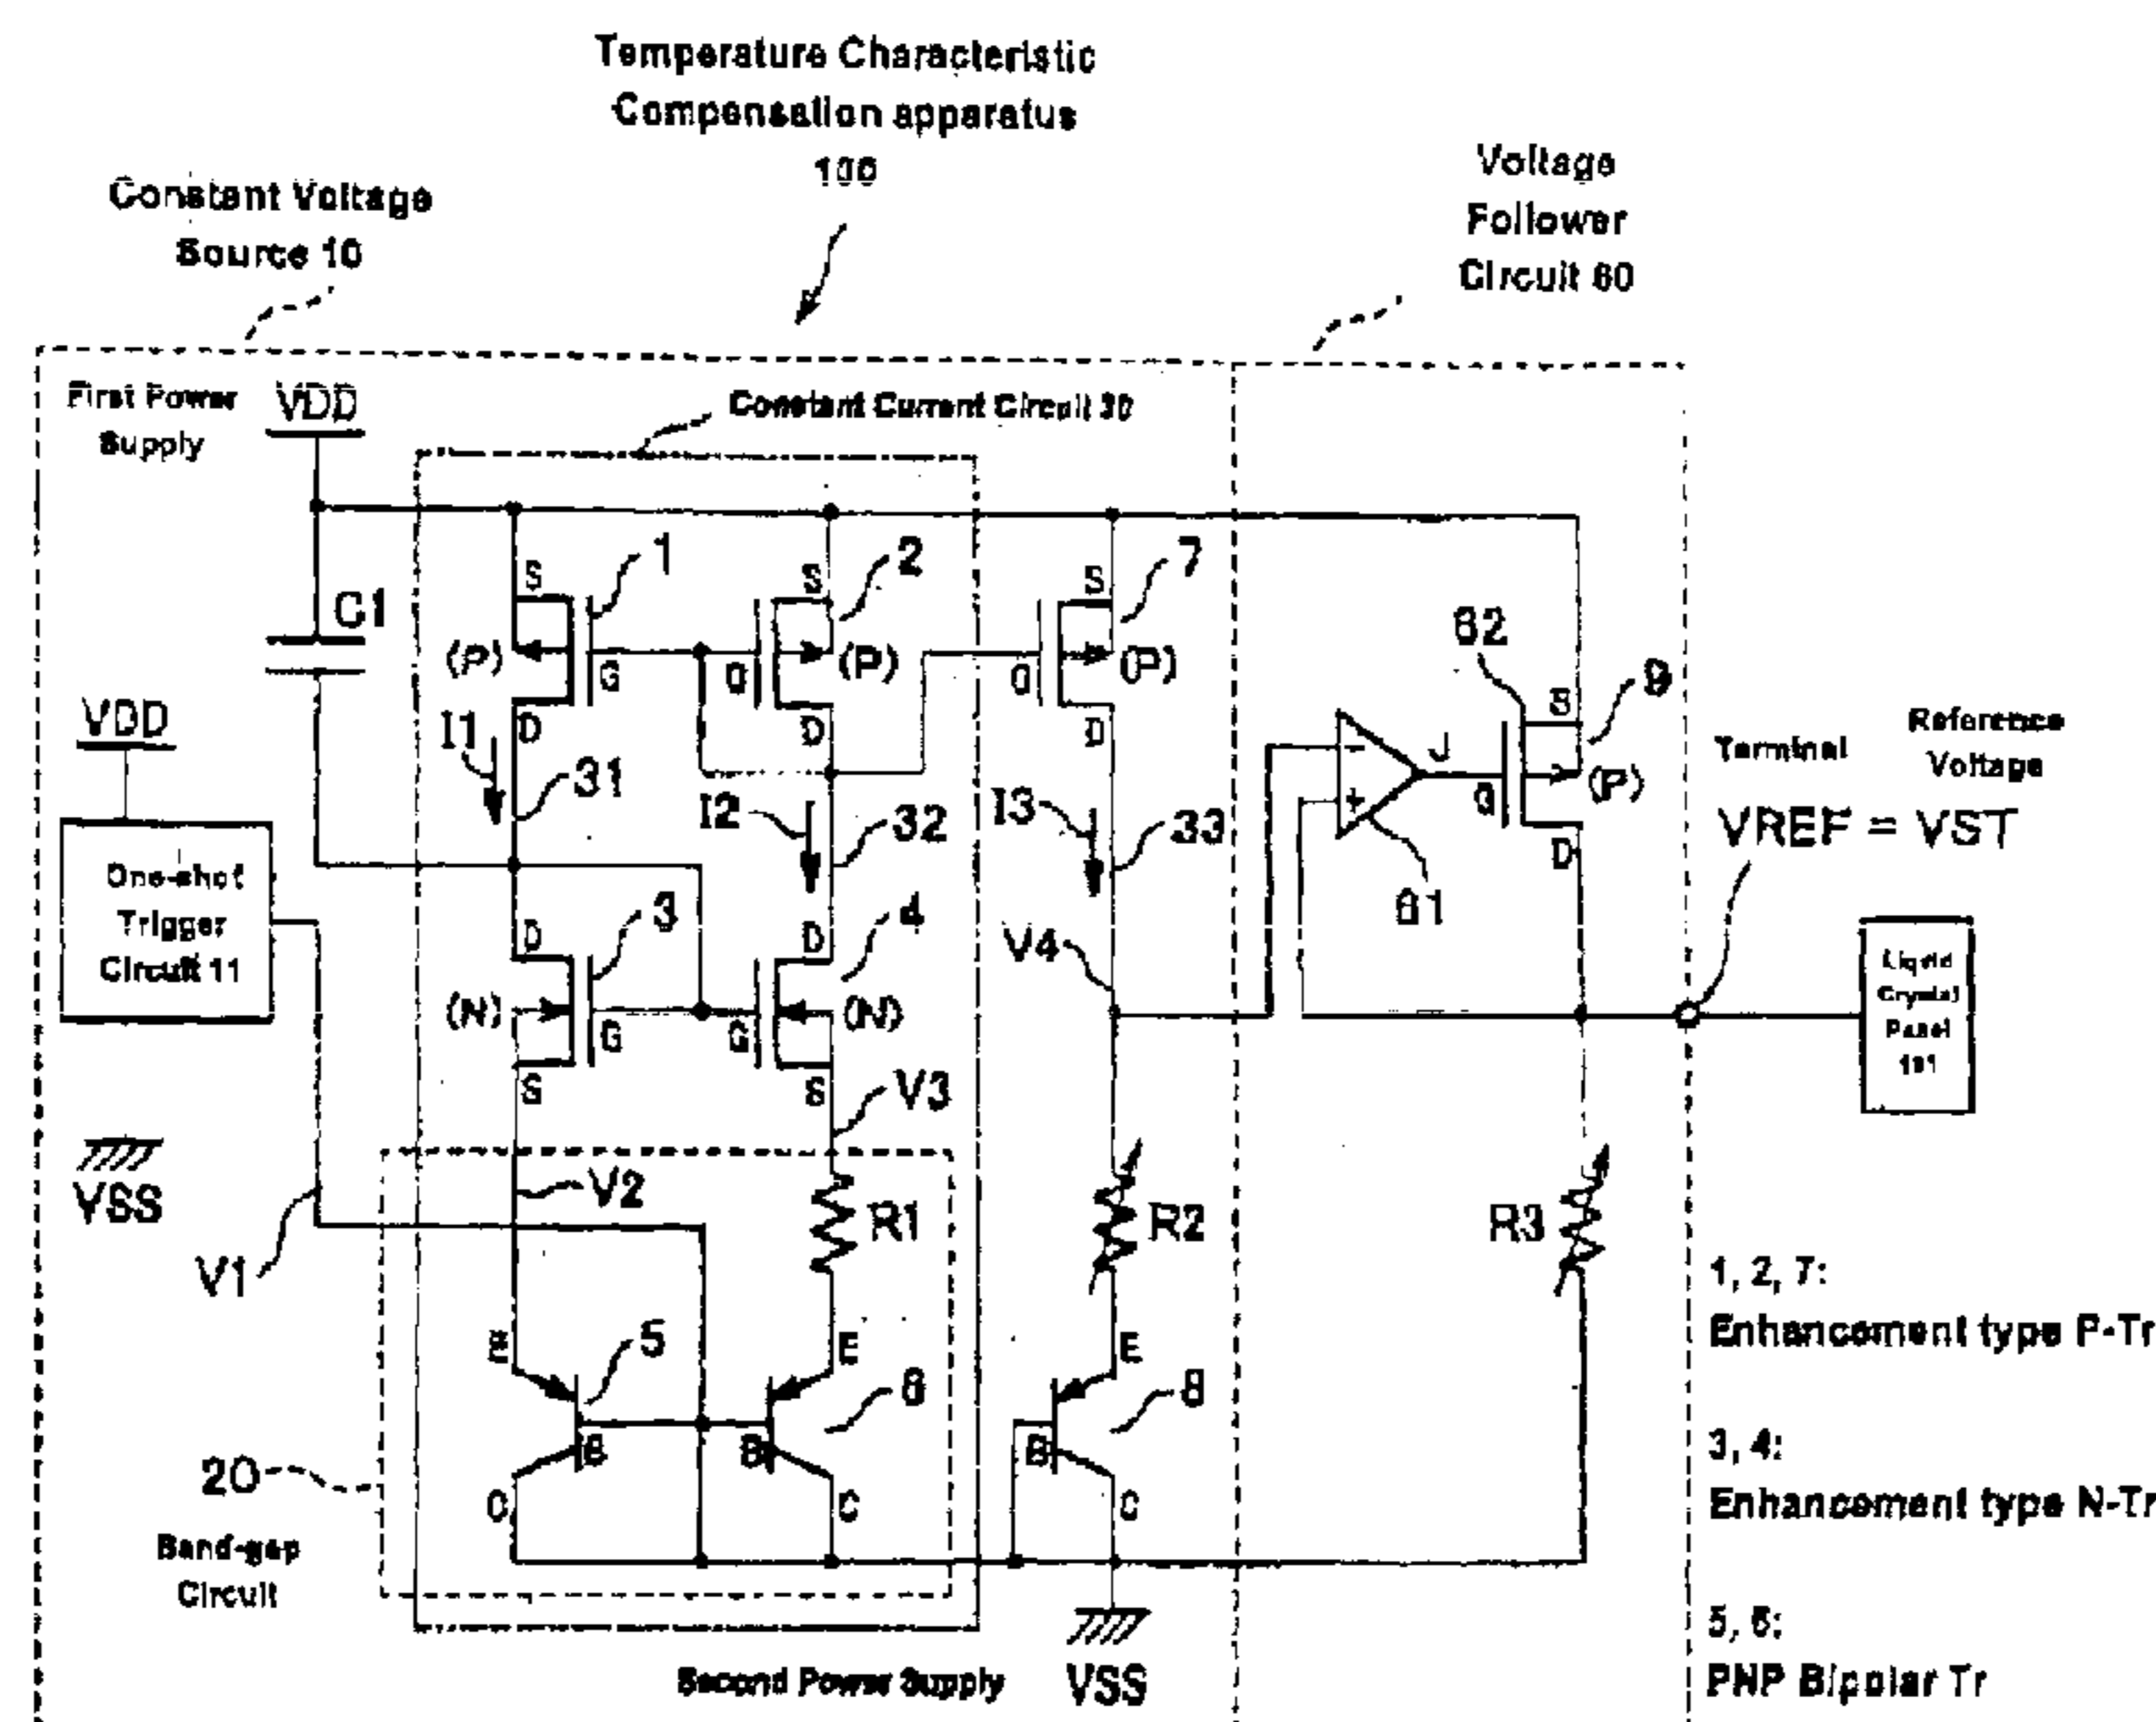 Temperature Characteristic
Compensation apparatus
100
Constant Voltage
Source 10
Voltage
Follower
Circuit 60
First Power
Supply
VDD
Constant Current Circuit 30
C1
S
1
S
2
S
7
(P)
G
G
(P)
G
(P)
D
D
D
62
S
9
VDD
I1
31
I2
32
I3
33
-
+
J
G
(P)
D
61
Terminal
Reference
Voltage
VREF = VST
One-shot
Trigger
Circuit 11
D
3
D
4
V4
(N)
G
G
(N)
S
S
V3
Liquid
Crystal
Panel
101
VSS
V1
V2
R1
R2
R3
E
5
E
6
E
8
B
B
B
C
C
C
20
Band-gap
Circuit
Second Power Supply
VSS
1, 2, 7:
Enhancement type P-Tr
3, 4:
Enhancement type N-Tr
5, 6:
PNP Bipolar Tr